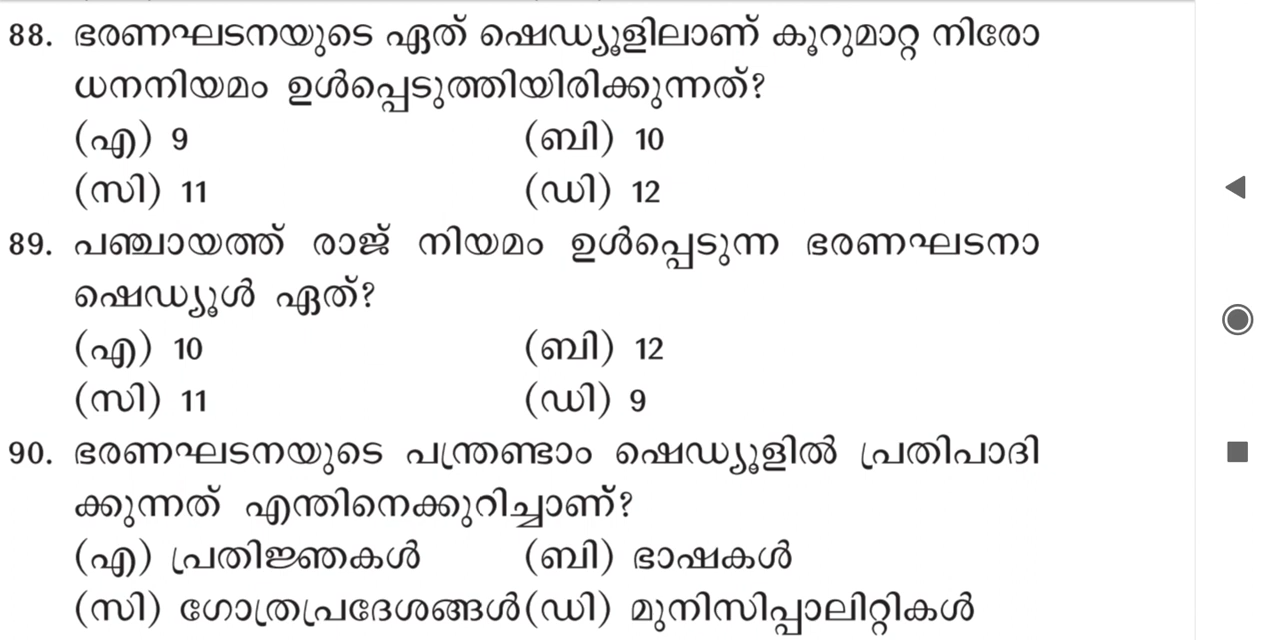 88. ഭരണഘടനയുടെ ഏത് ഷെഡ്യൂളിലാണ് കൂറുമാറ്റ നിരോ
ധനനിയമം ഉൾപ്പെടുത്തിയിരിക്കുന്നത്?
(എ) 9 (ബി) 10
(സി) 11 (ഡി) 12
89. പഞ്ചായത്ത് രാജ് നിയമം ഉൾപ്പെടുന്ന ഭരണഘടനാ
ഷെഡ്യൂൾ ഏത്?
(എ) 10 (ബി) 12
(സി) 11 (ഡി) 9
90. ഭരണഘടനയുടെ പന്ത്രണ്ടാം ഷെഡ്യൂളിൽ പ്രതിപാദി
ക്കുന്നത് എന്തിനെക്കുറിച്ചാണ്?
(എ) പ്രതിജ്ഞകൾ (ബി) ഭാഷകൾ
(സി) ഗോത്രപ്രദേശങ്ങൾ (ഡി) മുനിസിപ്പാലിറ്റികൾ